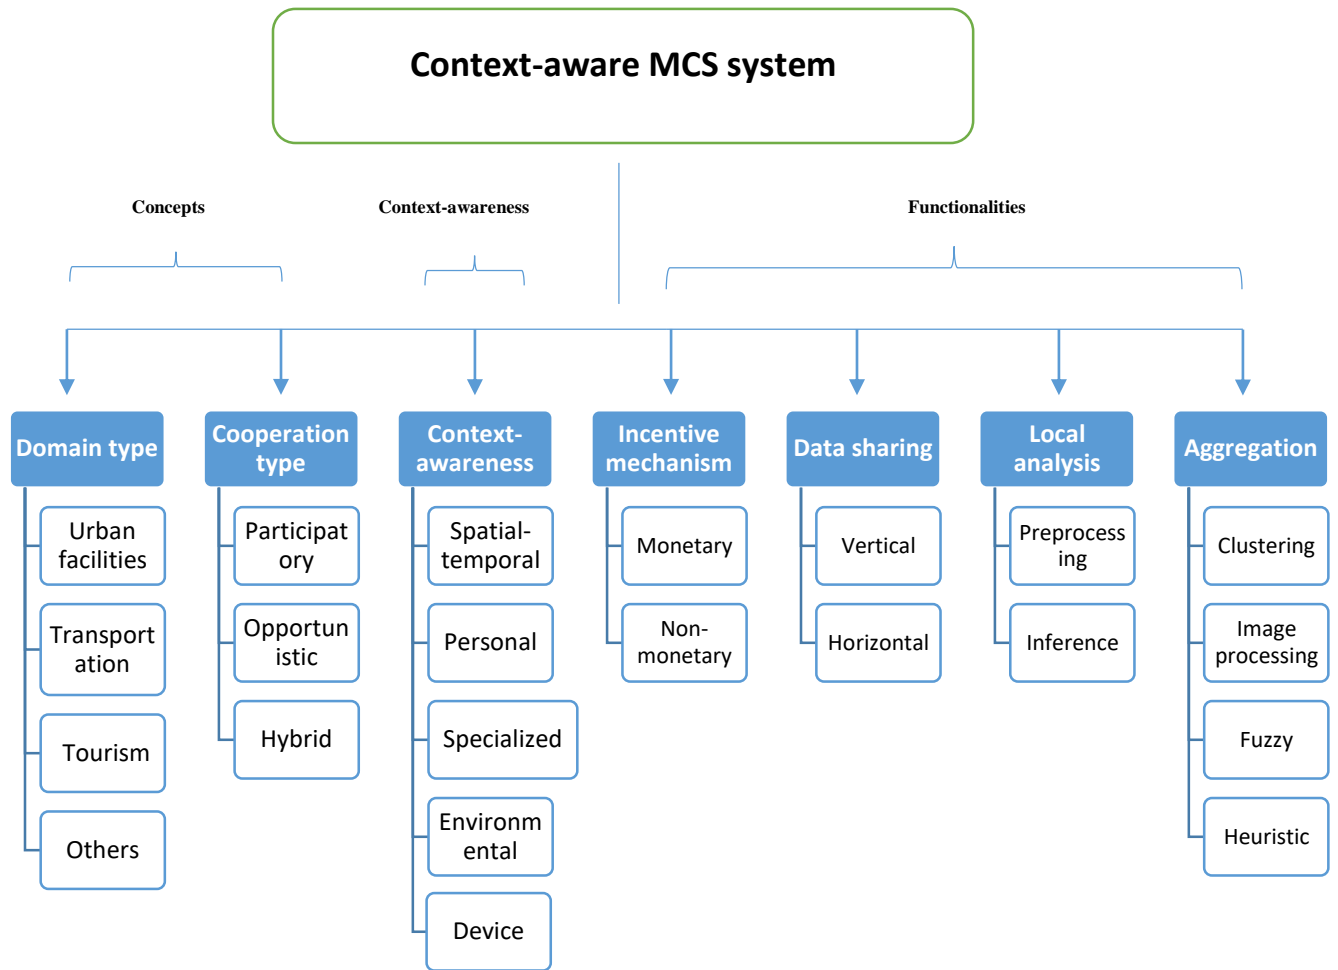 Context-aware MCS system
Concepts
Context-awareness
Functionalities
Domain type
Urban
facilities
Transport
ation
Tourism
Others
Cooperation
type
Participat
ory
Opportun
istic
Hybrid
Context-
awareness
Spatial-
temporal
Personal
Specialized
Environm
ental
Device
Incentive
mechanism
Monetary
Non-
monetary
Data sharing
Vertical
Horizontal
Local
analysis
Preprocess
ing
Inference
Aggregation
Clustering
Image
processing
Fuzzy
Heuristic